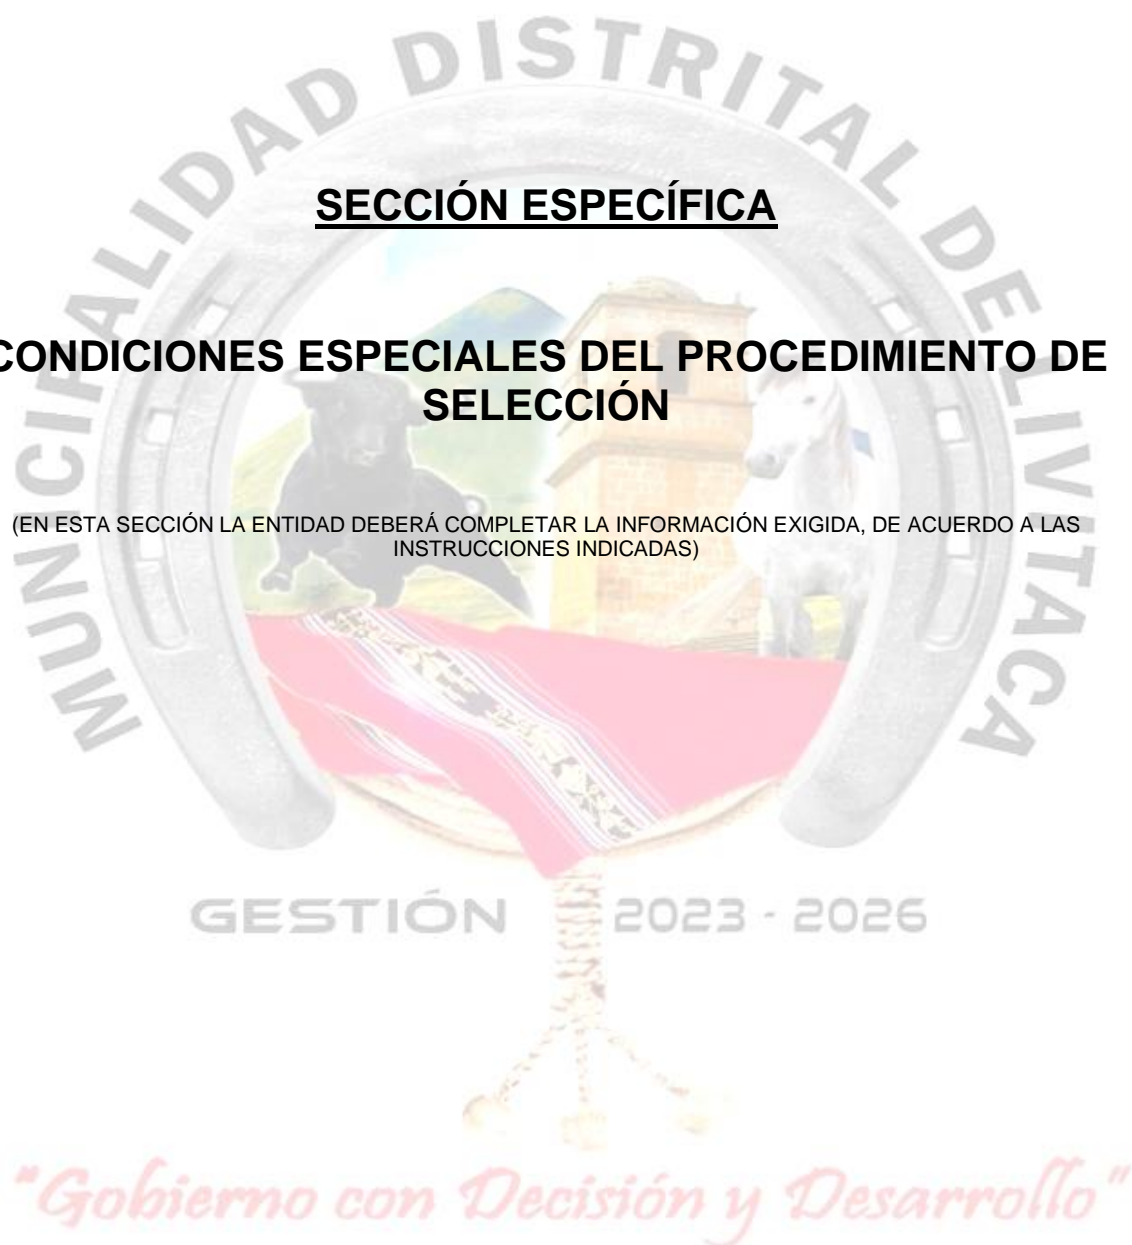 MUNICIPALIDAD DISTRITAL DE LIVITACA
SECCIÓN ESPECÍFICA
CONDICIONES ESPECIALES DEL PROCEDIMIENTO DE
SELECCIÓN
(EN ESTA SECCIÓN LA ENTIDAD DEBERÁ COMPLETAR LA INFORMACIÓN EXIGIDA, DE ACUERDO A LAS
INSTRUCCIONES INDICADAS)
GESTIÓN 2023 - 2026
"Gobierno con Decisión y Desarrollo"